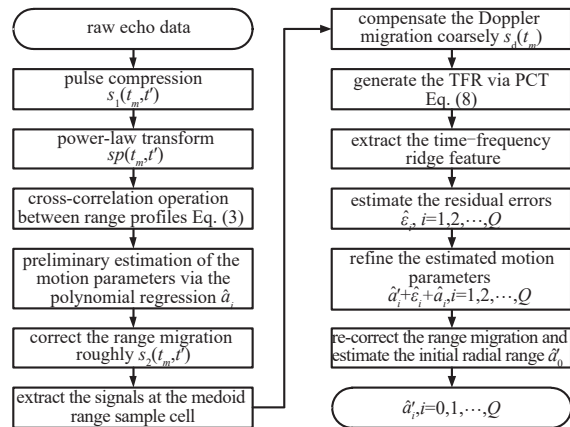 raw echo data
pulse compression
s₁(tₘ,t′)
power-law transform
sp(tₘ,t′)
cross-correlation operation
between range profiles Eq. (3)
preliminary estimation of the
motion parameters via the
polynomial regression âᵢ
correct the range migration
roughly s₂(tₘ,t′)
extract the signals at the medoid
range sample cell
compensate the Doppler
migration coarsely s_d(tₘ)
generate the TFR via PCT
Eq. (8)
extract the time−frequency
ridge feature
estimate the residual errors
ε̂ᵢ, i=1,2,⋯,Q
refine the estimated motion
parameters
â′ᵢ+ε̂ᵢ+âᵢ,i=1,2,⋯,Q
re-correct the range migration and
estimate the initial radial range â′₀
â′ᵢ,i=0,1,⋯,Q